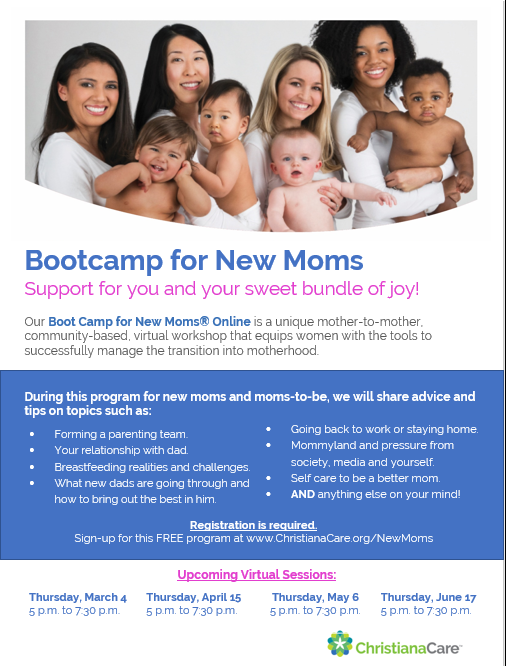 Bootcamp for New Moms
Support for you and your sweet bundle of joy!
Our Boot Camp for New Moms® Online is a unique mother-to-mother,
community-based, virtual workshop that equips women with the tools to
successfully manage the transition into motherhood.
During this program for new moms and moms-to-be, we will share advice and
tips on topics such as:
• Forming a parenting team.
• Your relationship with dad.
• Breastfeeding realities and challenges.
• What new dads are going through and
how to bring out the best in him.
• Going back to work or staying home.
• Mommyland and pressure from
society, media and yourself.
• Self care to be a better mom.
• AND anything else on your mind!
Registration is required.
Sign-up for this FREE program at www.ChristianaCare.org/NewMoms
Upcoming Virtual Sessions:
Thursday, March 4
5 p.m. to 7:30 p.m.
Thursday, April 15
5 p.m. to 7:30 p.m.
Thursday, May 6
5 p.m. to 7:30 p.m.
Thursday, June 17
5 p.m. to 7:30 p.m.
ChristianaCare™